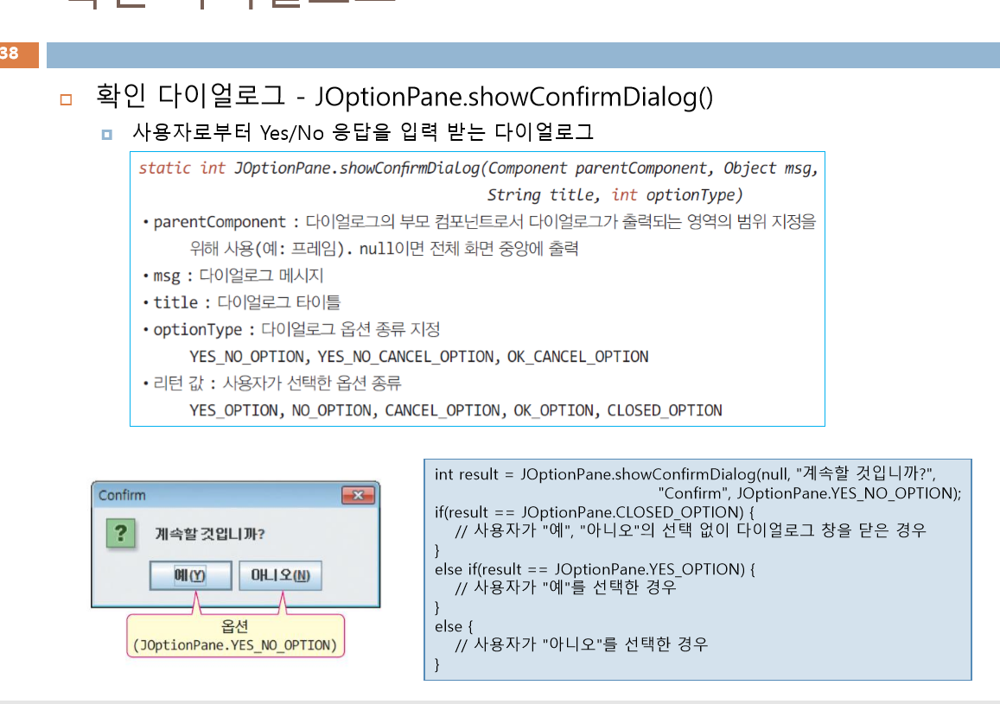 38
확인 다이얼로그 - JOptionPane.showConfirmDialog()
사용자로부터 Yes/No 응답을 입력 받는 다이얼로그
static int JOptionPane.showConfirmDiaLog(Component parentComponent, Object msg,
String titLe, int optionType)
• parentComponent : 다이얼로그의 부모 컴포넌트로서 다이얼로그가 출력되는 영역의 범위 지정을
위해 사용(예: 프레임). null이면 전체 화면 중앙에 출력
• msg : 다이얼로그 메시지
• title : 다이얼로그 타이틀
• optionType : 다이얼로그 옵션 종류 지정
YES_NO_OPTION, YES_NO_CANCEL_OPTION, OK_CANCEL_OPTION
• 리턴 값 : 사용자가 선택한 옵션 종류
YES_OPTION, NO_OPTION, CANCEL_OPTION, OK_OPTION, CLOSED_OPTION
Confirm
?
계속할 것입니까?
예(Y) 아니오(N)
옵션
(JOptionPane.YES_NO_OPTION)
int result = JOptionPane.showConfirmDialog(null, "계속할 것입니까?",
"Confirm", JOptionPane.YES_NO_OPTION);
if(result == JOptionPane.CLOSED_OPTION) {
// 사용자가 "예", "아니오"의 선택 없이 다이얼로그 창을 닫은 경우
}
else if(result == JOptionPane.YES_OPTION) {
// 사용자가 "예"를 선택한 경우
}
else {
// 사용자가 "아니오"를 선택한 경우
}